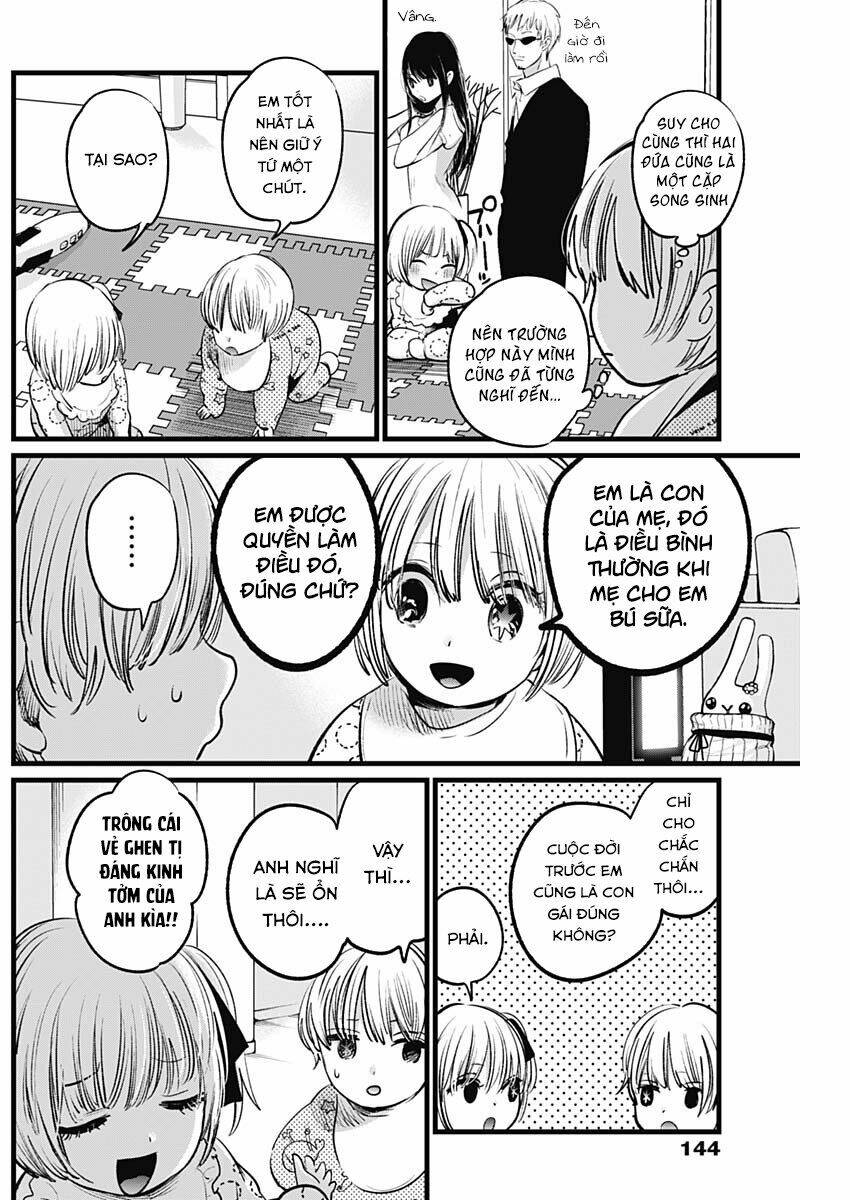 SUY CHO
CÙNG THÌ HAI
ĐỨA CŨNG LÀ
MỘT CẶP
SONG SINH
Đến
giờ đi
làm rồi
Vâng.
プハーッ
NÊN TRƯỜNG
HỢP NÀY MÌNH
CŨNG ĐÃ TỪNG
NGHĨ ĐẾN...
EM TỐT
NHẤT LÀ
NÊN GIỮ Ý
TỨ MỘT
CHÚT.
TẠI SAO?
EM LÀ CON
CỦA MẸ, ĐÓ
LÀ ĐIỀU BÌNH
THƯỜNG KHI
MẸ CHO EM
BÚ SỮA.
EM ĐƯỢC
QUYỀN LÀM
ĐIỀU ĐÓ,
ĐÚNG CHỨ?
......
CHỈ
CHO
CHẮC
CHẮN
THÔI...
CUỘC ĐỜI
TRƯỚC EM
CŨNG LÀ CON
GÁI ĐÚNG
KHÔNG?
PHẢI.
VẬY
THÌ...
ANH NGHĨ
LÀ SẼ ỔN
THÔI....
TRÔNG CÁI
VẺ GHEN TỊ
ĐÁNG KINH
TỞM CỦA
ANH KÌA!!
144